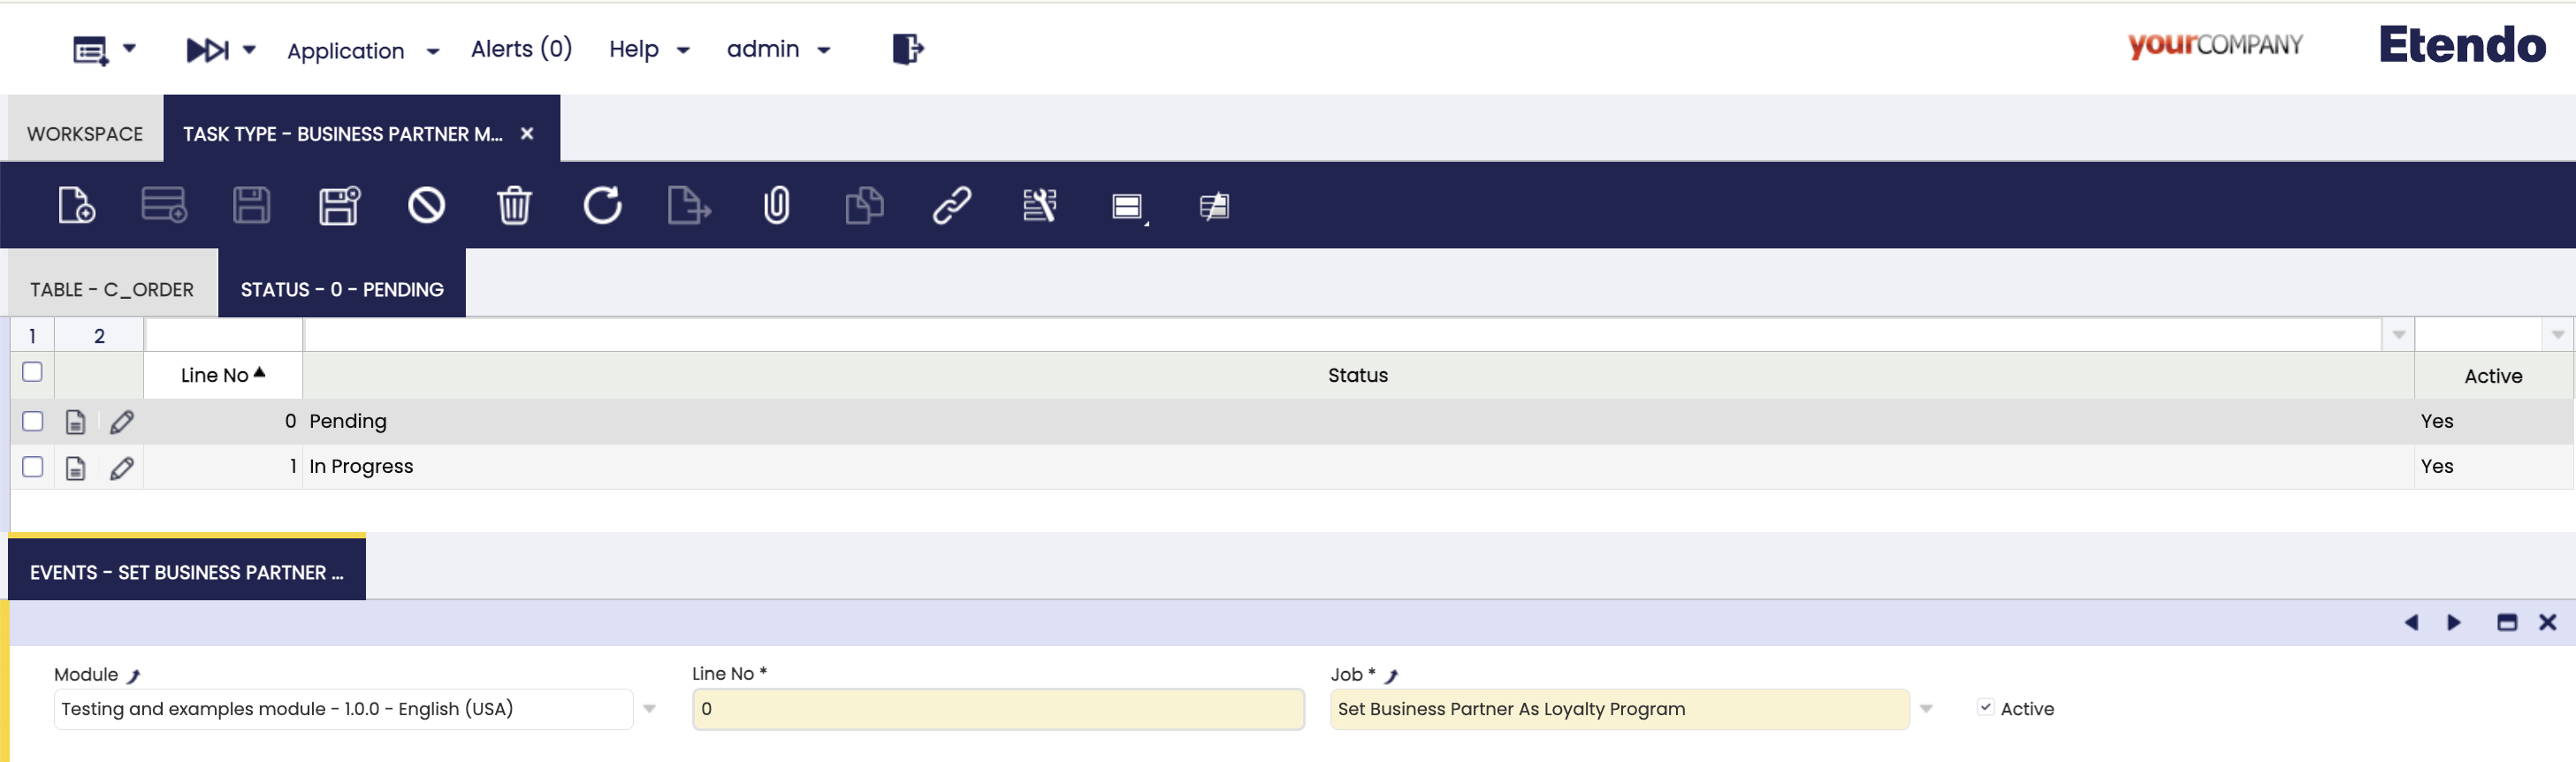 Application Alerts (0) Help admin yourCOMPANY Etendo
WORKSPACE TASK TYPE - BUSINESS PARTNER M... ×
TABLE - C_ORDER STATUS - 0 - PENDING
1 2
Line No Status Active
0 Pending Yes
1 In Progress Yes
EVENTS - SET BUSINESS PARTNER ...
Module Line No * Job *
Testing and examples module - 1.0.0 - English (USA) 0 Set Business Partner As Loyalty Program Active